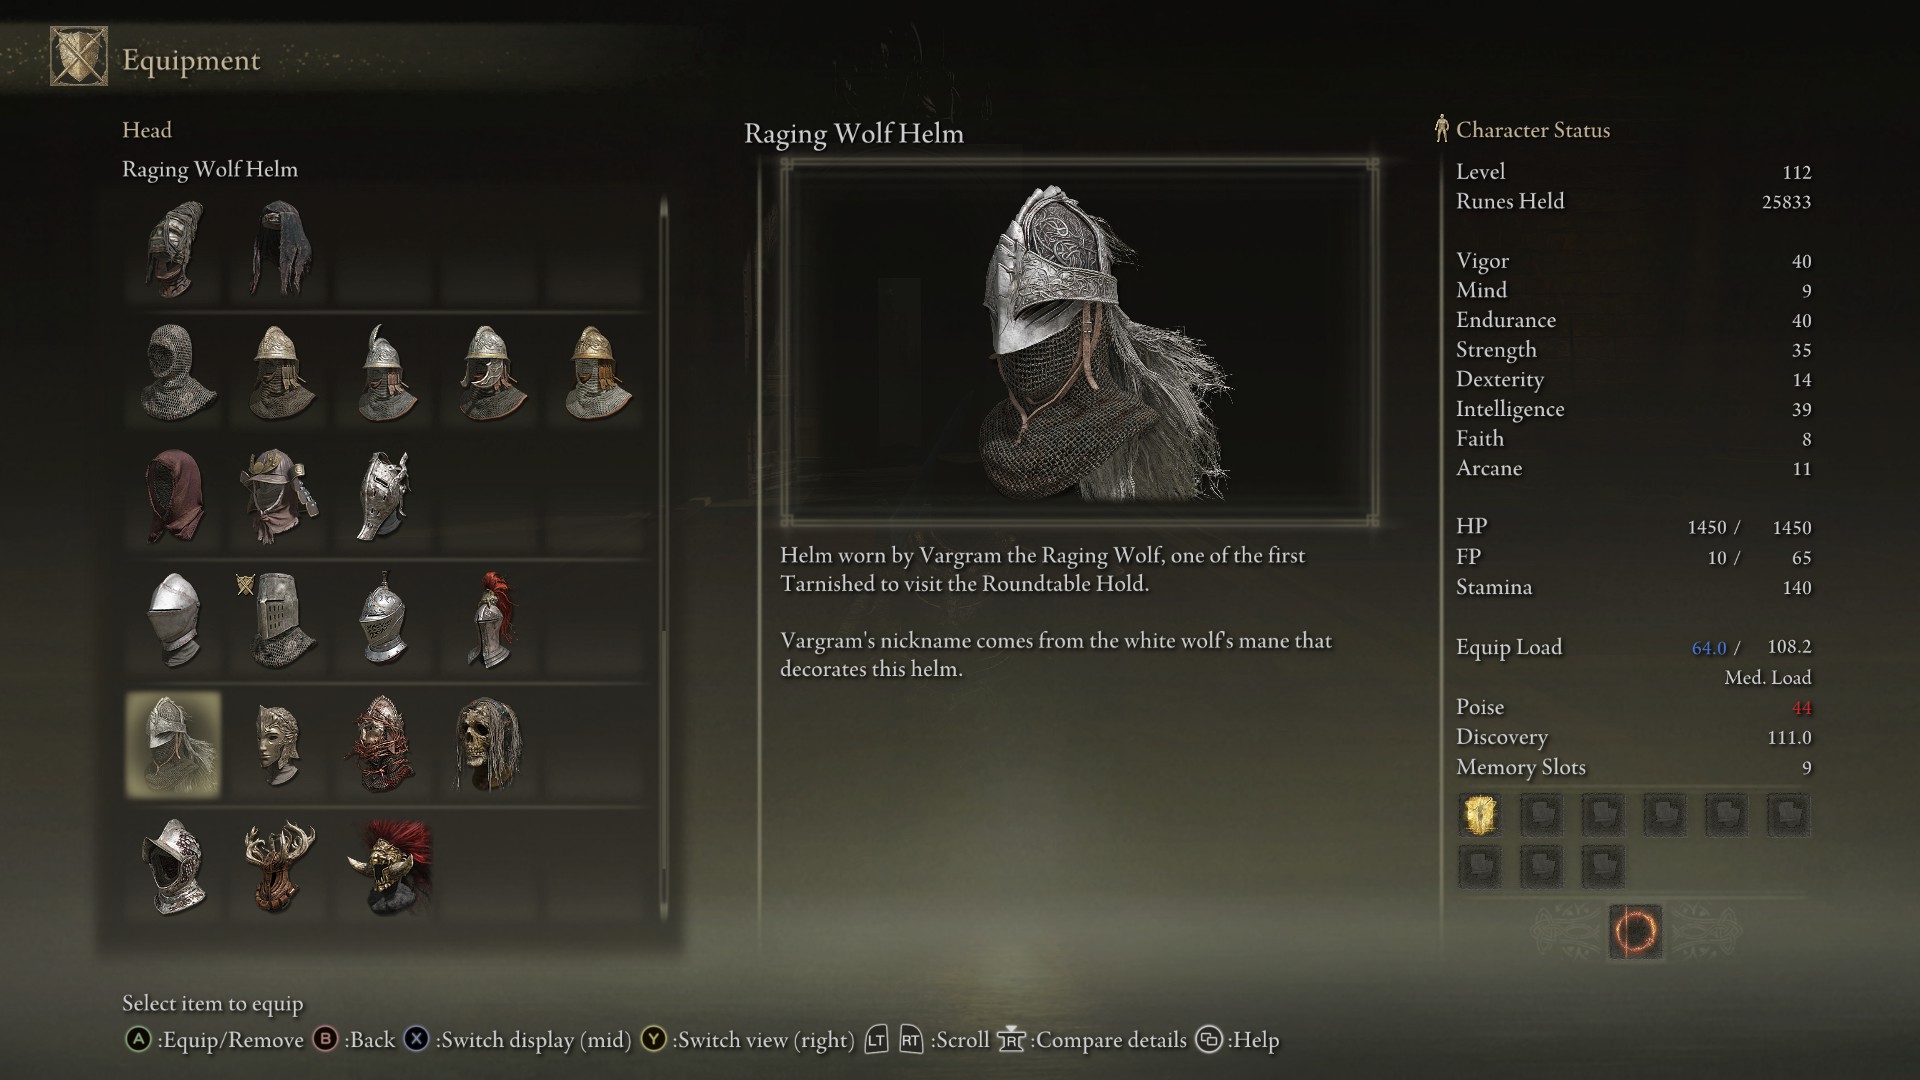 Equipment
Head
Raging Wolf Helm
Raging Wolf Helm
Helm worn by Vargram the Raging Wolf, one of the first
Tarnished to visit the Roundtable Hold.
Vargram's nickname comes from the white wolf's mane that
decorates this helm.
Character Status
Level 112
Runes Held 25833
Vigor 40
Mind 9
Endurance 40
Strength 35
Dexterity 14
Intelligence 39
Faith 8
Arcane 11
HP 1450 / 1450
FP 10 / 65
Stamina 140
Equip Load 64.0 / 108.2
Med. Load
Poise 44
Discovery 111.0
Memory Slots 9
Select item to equip
A :Equip/Remove B :Back X :Switch display (mid) Y :Switch view (right) LT RT :Scroll R :Compare details :Help